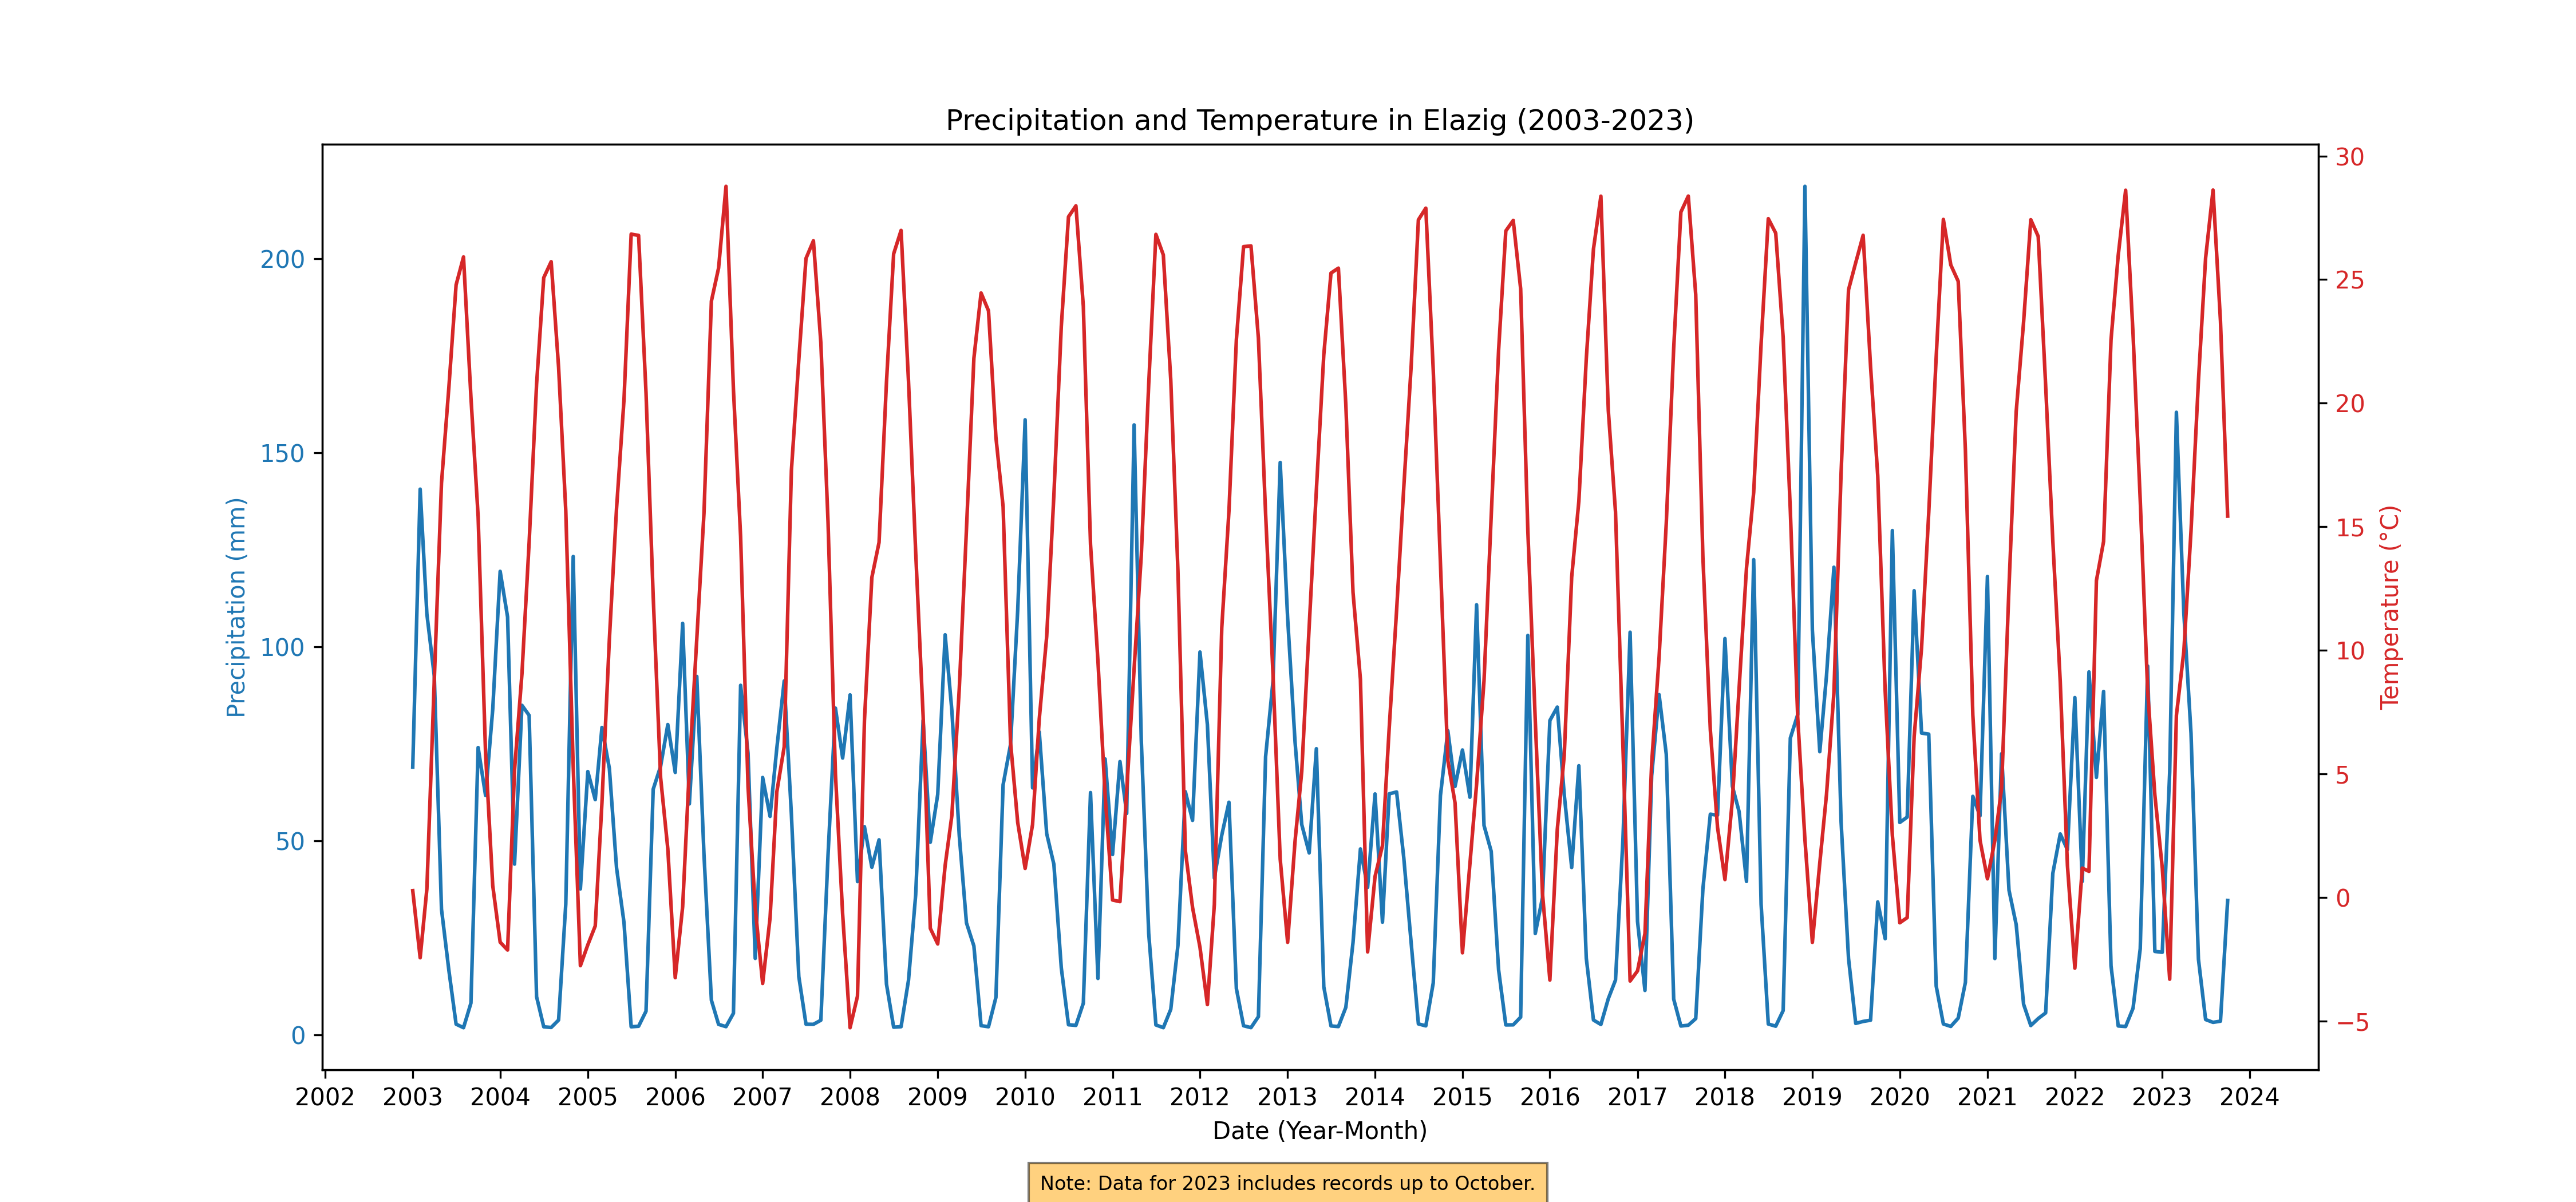 Precipitation and Temperature in Elazig (2003-2023)
Precipitation (mm)
200
150
100
50
0
30
25
20
15
10
5
0
−5
Temperature (°C)
2002 2003 2004 2005 2006 2007 2008 2009 2010 2011 2012 2013 2014 2015 2016 2017 2018 2019 2020 2021 2022 2023 2024
Date (Year-Month)
Note: Data for 2023 includes records up to October.